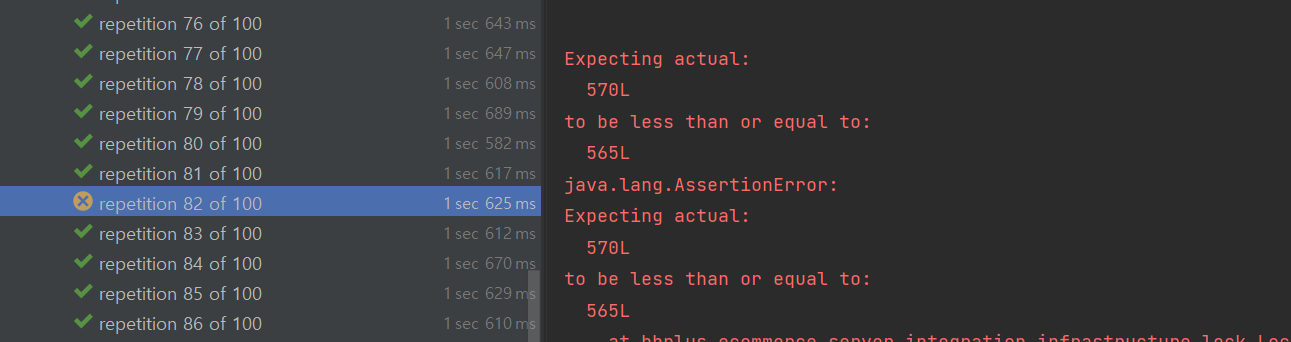 repetition 76 of 100 1 sec 643 ms
repetition 77 of 100 1 sec 647 ms
repetition 78 of 100 1 sec 608 ms
repetition 79 of 100 1 sec 689 ms
repetition 80 of 100 1 sec 582 ms
repetition 81 of 100 1 sec 617 ms
repetition 82 of 100 1 sec 625 ms
repetition 83 of 100 1 sec 612 ms
repetition 84 of 100 1 sec 670 ms
repetition 85 of 100 1 sec 629 ms
repetition 86 of 100 1 sec 610 ms
Expecting actual:
570L
to be less than or equal to:
565L
java.lang.AssertionError:
Expecting actual:
570L
to be less than or equal to:
565L